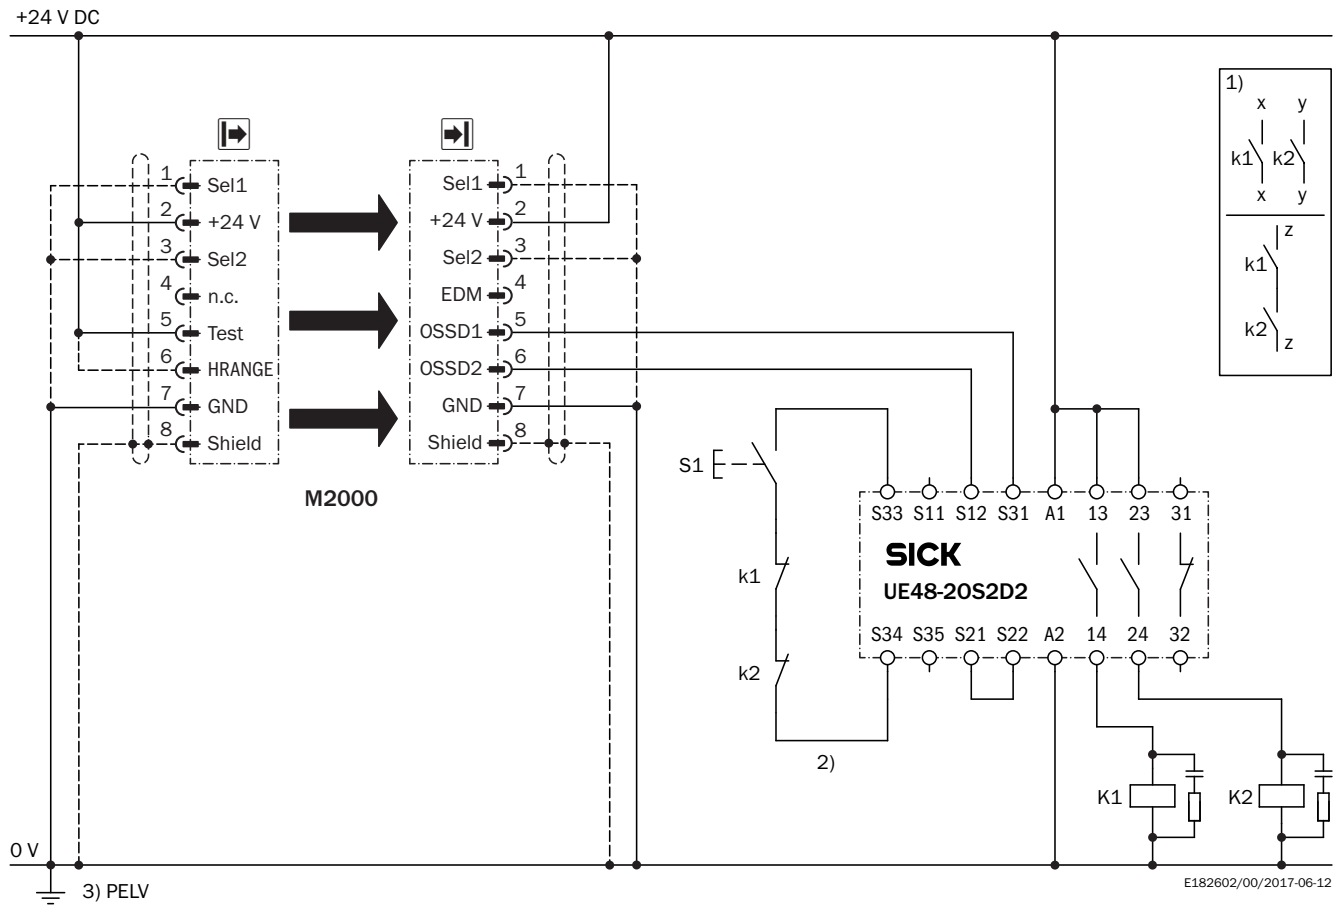 +24 V DC
1)
x y
k1 k2
x y
z
k1
k2
z
1 Sel1
2 +24 V
3 Sel2
4 n.c.
5 Test
6 HRANGE
7 GND
8 Shield
Sel1 1
+24 V 2
Sel2 3
EDM 4
OSSD1 5
OSSD2 6
GND 7
Shield 8
M2000
S1
k1
k2
2)
S33 S11 S12 S31 A1 13 23 31
SICK
UE48-2OS2D2
S34 S35 S21 S22 A2 14 24 32
K1 K2
0 V
3) PELV
E182602/00/2017-06-12